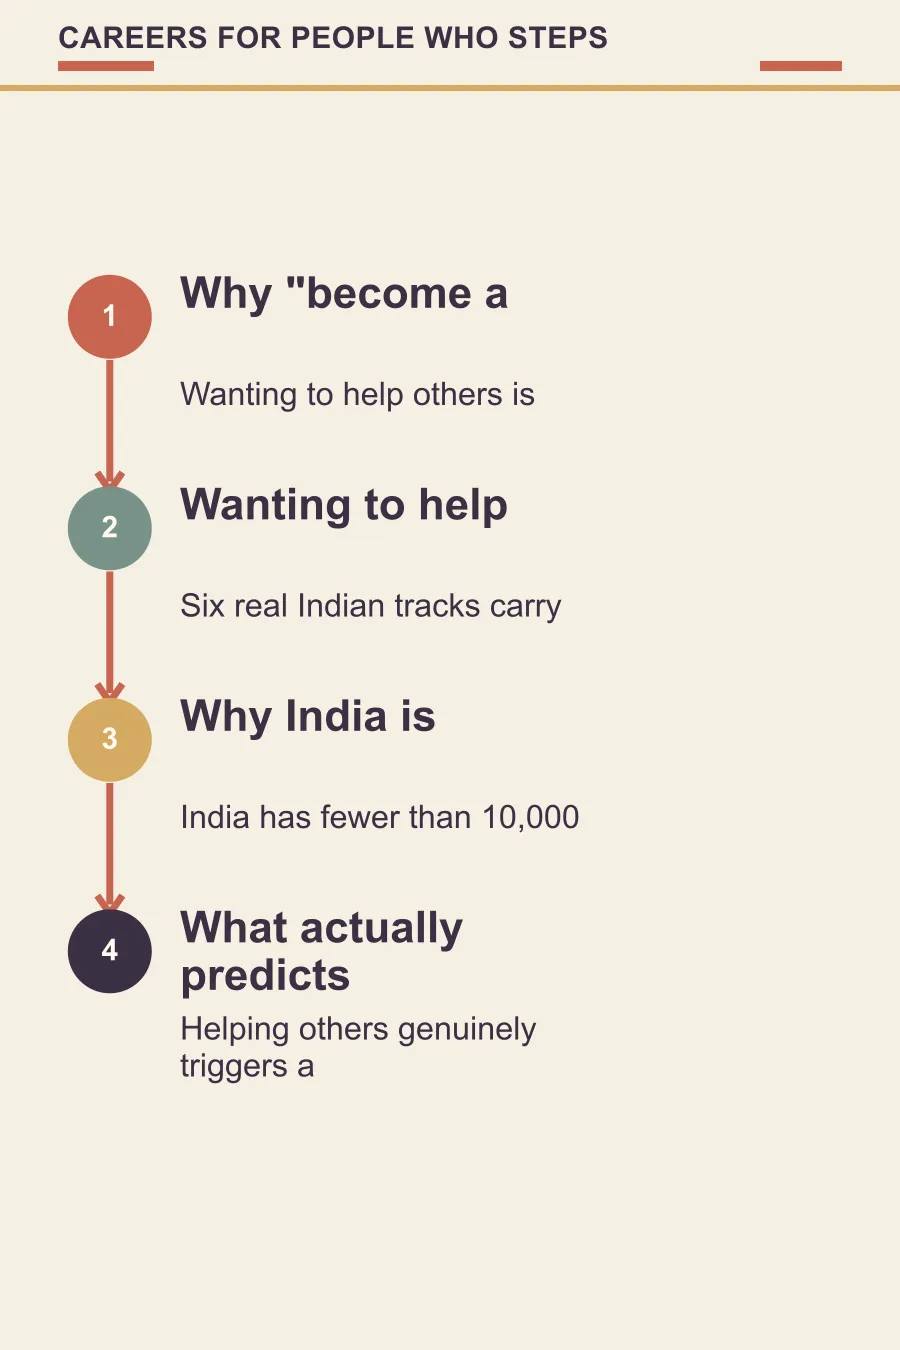 CAREERS FOR PEOPLE WHO STEPS
1
Why "become a
Wanting to help others is
2
Wanting to help
Six real Indian tracks carry
3
Why India is
India has fewer than 10,000
4
What actually
predicts
Helping others genuinely
triggers a